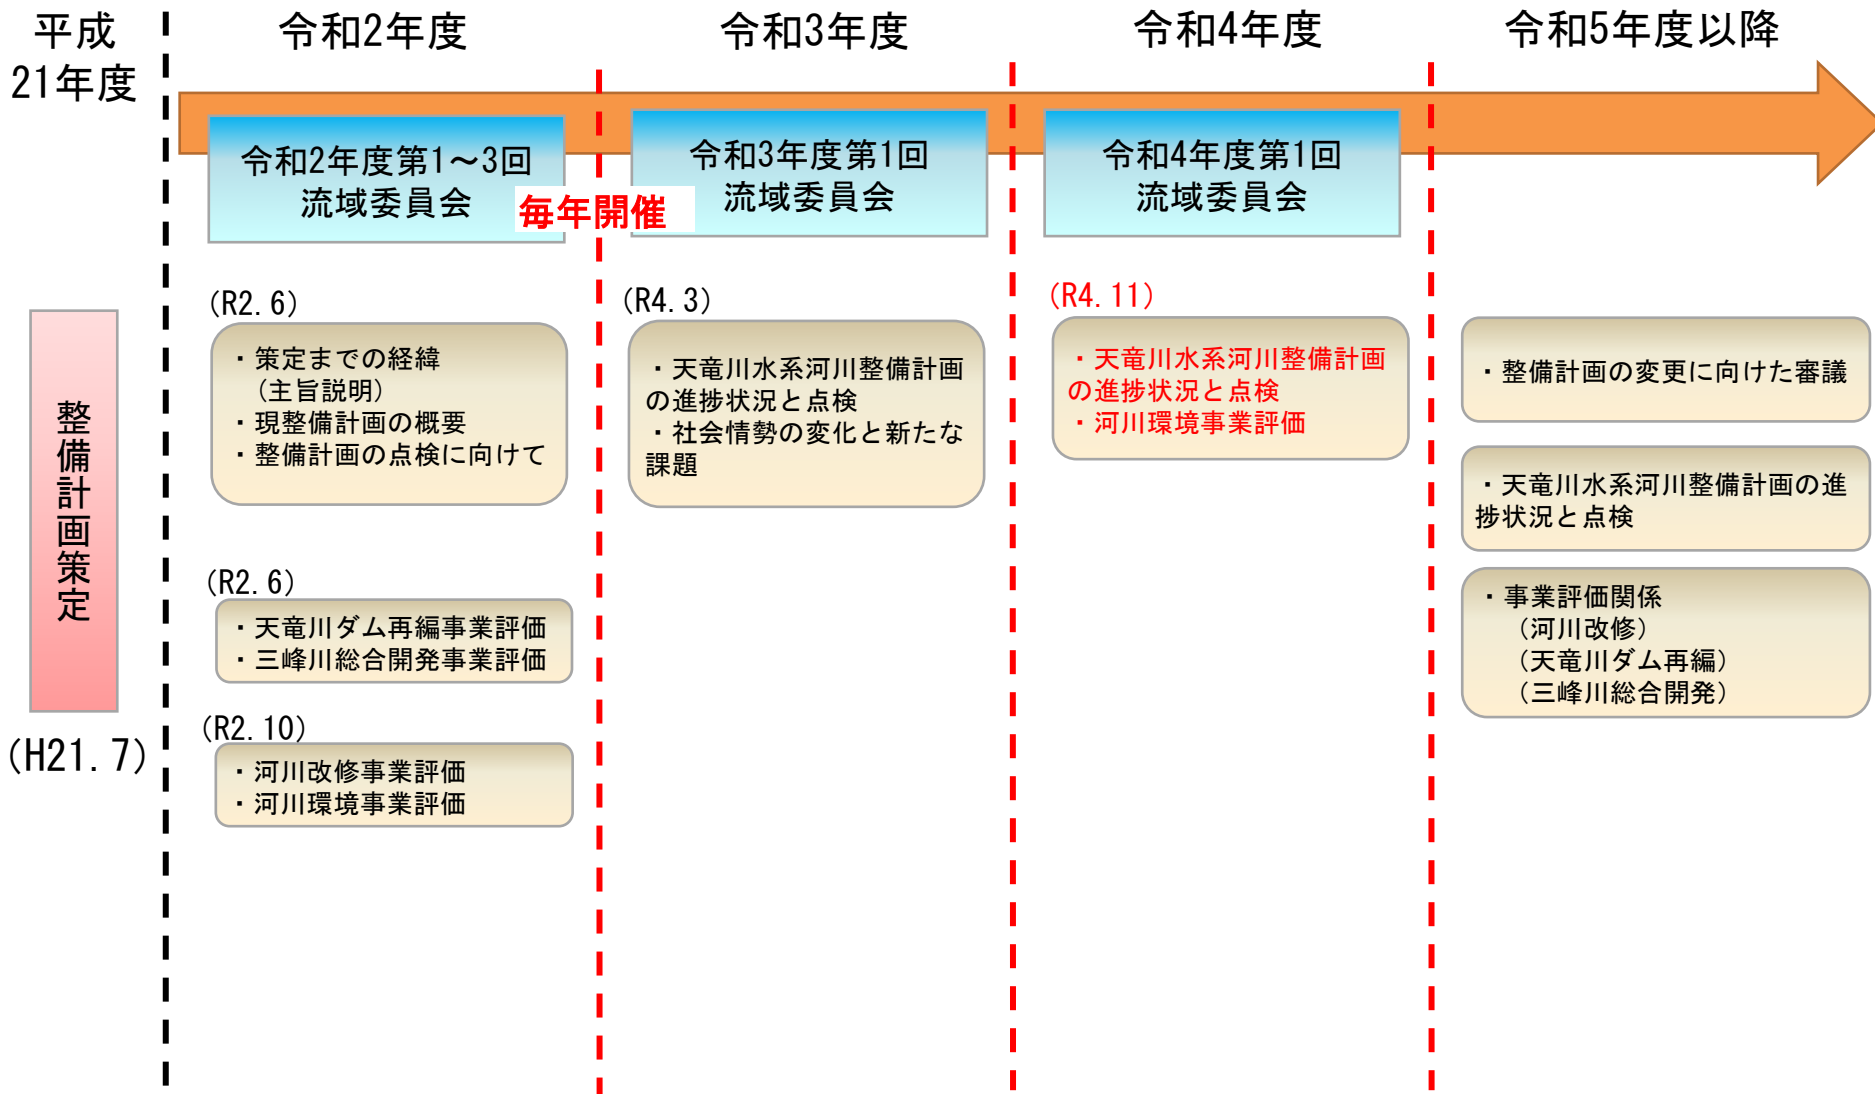 平成
21年度
令和2年度
令和3年度
令和4年度
令和5年度以降
令和2年度第1～3回
流域委員会
毎年開催
令和3年度第1回
流域委員会
令和4年度第1回
流域委員会
整備計画策定
(H21.7)
(R2.6)
・策定までの経緯
(主旨説明)
・現整備計画の概要
・整備計画の点検に向けて
(R2.6)
・天竜川ダム再編事業評価
・三峰川総合開発事業評価
(R2.10)
・河川改修事業評価
・河川環境事業評価
(R4.3)
・天竜川水系河川整備計画
の進捗状況と点検
・社会情勢の変化と新たな
課題
(R4.11)
・天竜川水系河川整備計画
の進捗状況と点検
・河川環境事業評価
・整備計画の変更に向けた審議
・天竜川水系河川整備計画の進
捗状況と点検
・事業評価関係
(河川改修)
(天竜川ダム再編)
(三峰川総合開発)